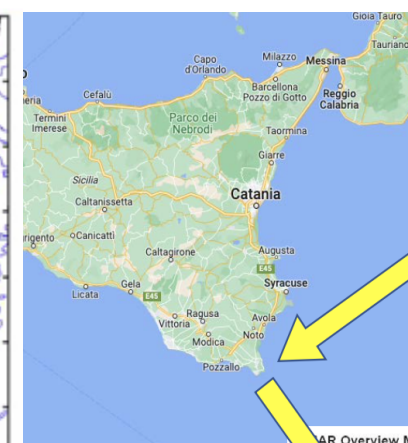 Gioia Tauro
Tauriano
Milazzo
Messina
Capo
d'Orlando
Barcellona
Pozzo di Gotto
Reggio
Calabria
Cefalù
Termini
Imerese
Parco dei
Nebrodi
Taormina
Giarre
Sicilia
Catania
Caltanissetta
Canicattì
Caltagirone
Augusta
E45
Gela
Syracuse
Licata
E45
Ragusa
Vittoria
Avola
Noto
Modica
Pozzallo
AR Overview M